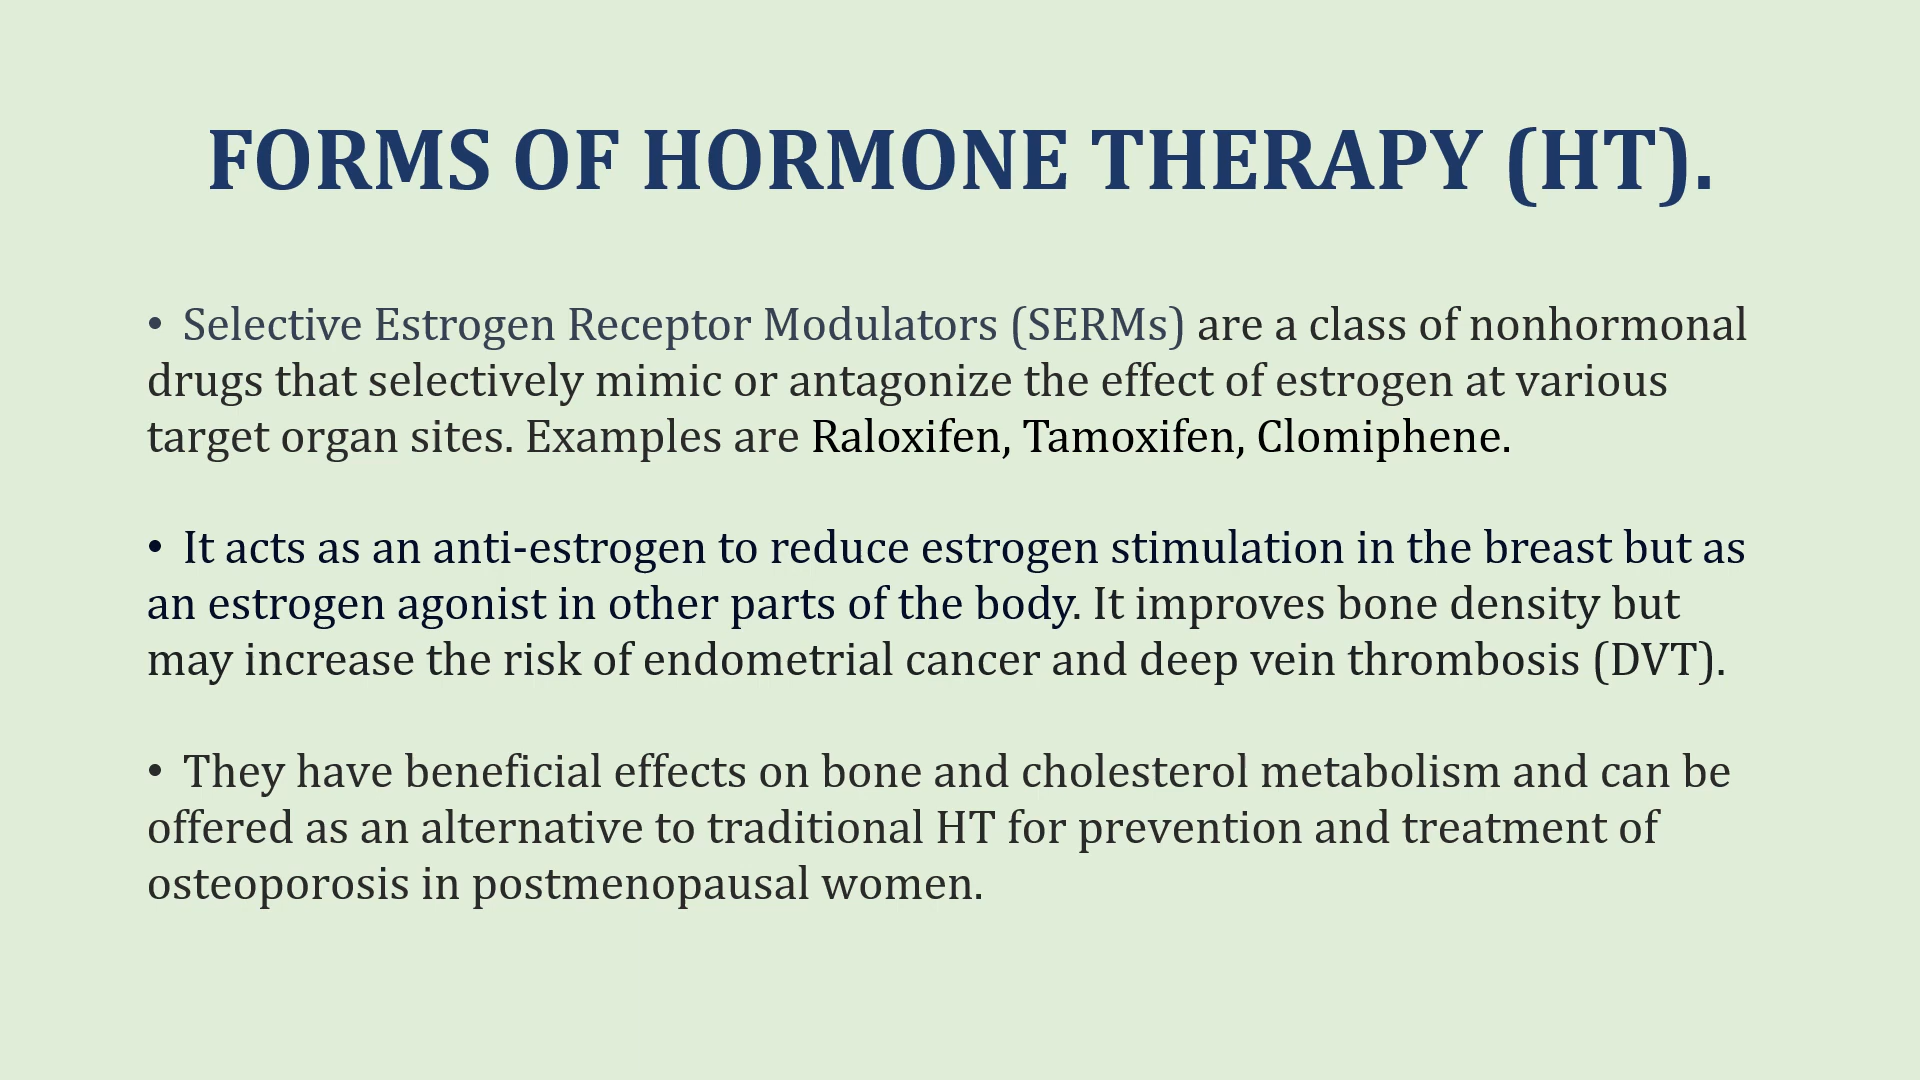 FORMS OF HORMONE THERAPY (HT).
• Selective Estrogen Receptor Modulators (SERMs) are a class of nonhormonal
drugs that selectively mimic or antagonize the effect of estrogen at various
target organ sites. Examples are Raloxifen, Tamoxifen, Clomiphene.
• It acts as an anti-estrogen to reduce estrogen stimulation in the breast but as
an estrogen agonist in other parts of the body. It improves bone density but
may increase the risk of endometrial cancer and deep vein thrombosis (DVT).
• They have beneficial effects on bone and cholesterol metabolism and can be
offered as an alternative to traditional HT for prevention and treatment of
osteoporosis in postmenopausal women.